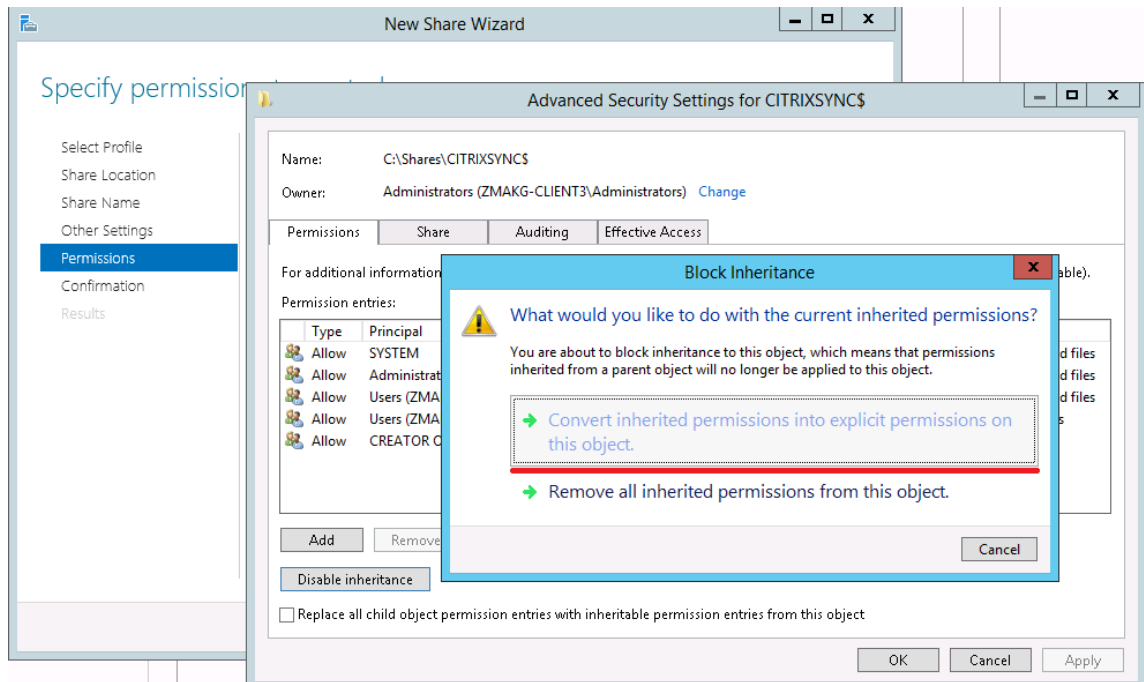 New Share Wizard
Specify permission
Select Profile
Share Location
Share Name
Other Settings
Permissions
Confirmation
Results
Advanced Security Settings for CITRIXSYNC$
Name: C:\Shares\CITRIXSYNC$
Owner: Administrators (ZMAKG-CLIENT3\Administrators) Change
Permissions Share Auditing Effective Access
For additional information
Permission entries:
Type Principal
Allow SYSTEM d files
Allow Administrat d files
Allow Users (ZMA d files
Allow Users (ZMA s
Allow CREATOR O
Add Remove
Disable inheritance
Replace all child object permission entries with inheritable permission entries from this object
OK Cancel Apply
Block Inheritance
able).
What would you like to do with the current inherited permissions?
You are about to block inheritance to this object, which means that permissions
inherited from a parent object will no longer be applied to this object.
Convert inherited permissions into explicit permissions on
this object.
Remove all inherited permissions from this object.
Cancel